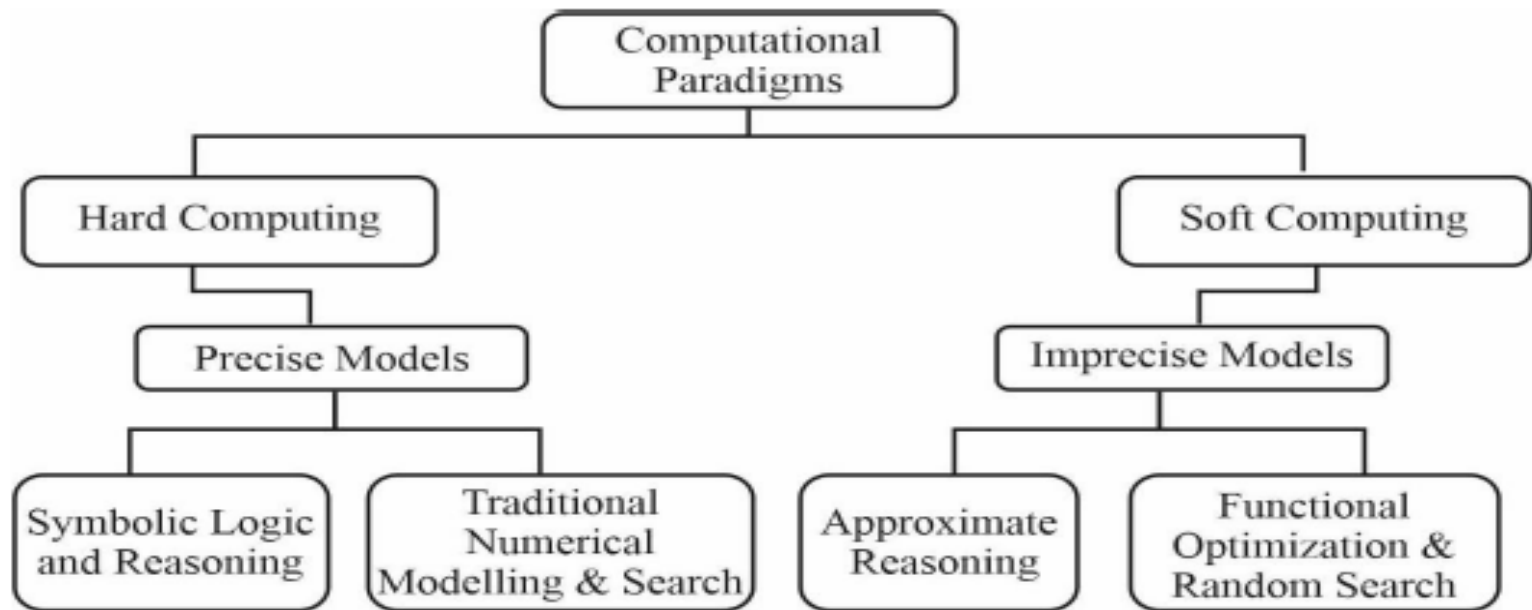 Computational
Paradigms
Hard Computing
Soft Computing
Precise Models
Imprecise Models
Symbolic Logic
and Reasoning
Traditional
Numerical
Modelling & Search
Approximate
Reasoning
Functional
Optimization &
Random Search